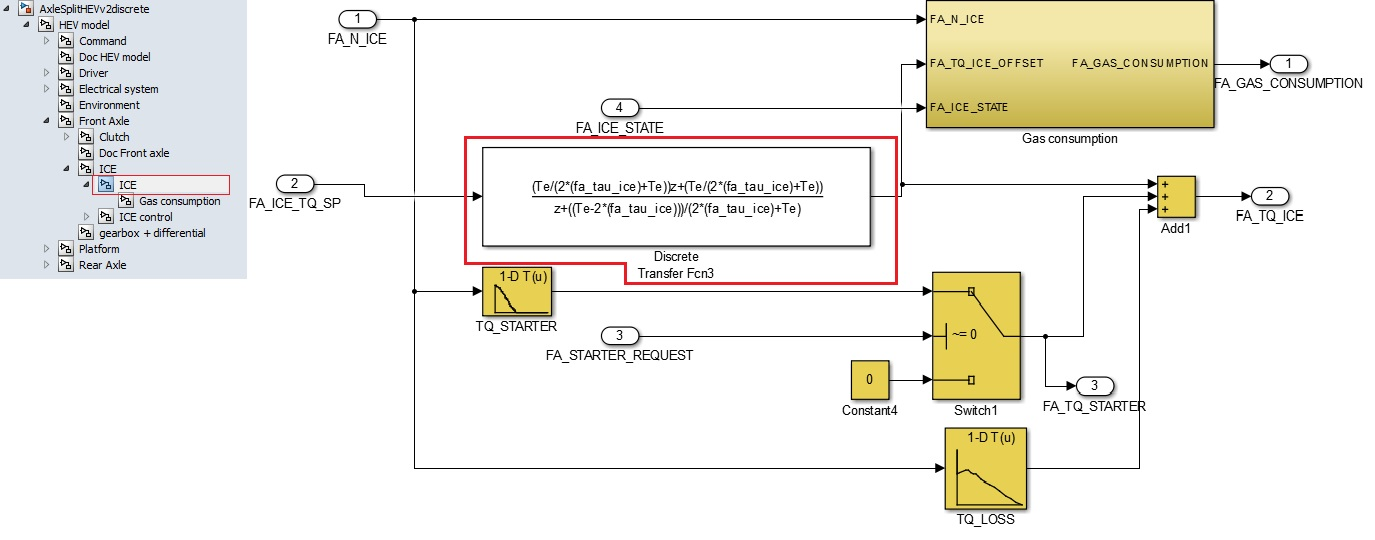 AxleSplitHEVv2discrete
HEV model
Command
Doc HEV model
Driver
Electrical system
Environment
Front Axle
Clutch
Doc Front axle
ICE
ICE
Gas consumption
ICE control
gearbox + differential
Platform
Rear Axle
1
FA_N_ICE
FA_N_ICE
FA_TQ_ICE_OFFSET
FA_GAS_CONSUMPTION
FA_ICE_STATE
Gas consumption
1
FA_GAS_CONSUMPTION
4
FA_ICE_STATE
2
FA_ICE_TQ_SP
(Te/(2*(fa_tau_ice)+Te))z+(Te/(2*(fa_tau_ice)+Te))
z+((Te-2*(fa_tau_ice)))/(2*(fa_tau_ice)+Te)
Discrete
Transfer Fcn3
+
+
+
Add1
2
FA_TQ_ICE
1-D T(u)
TQ_STARTER
3
FA_STARTER_REQUEST
~= 0
0
Constant4
Switch1
3
FA_TQ_STARTER
1-D T(u)
TQ_LOSS